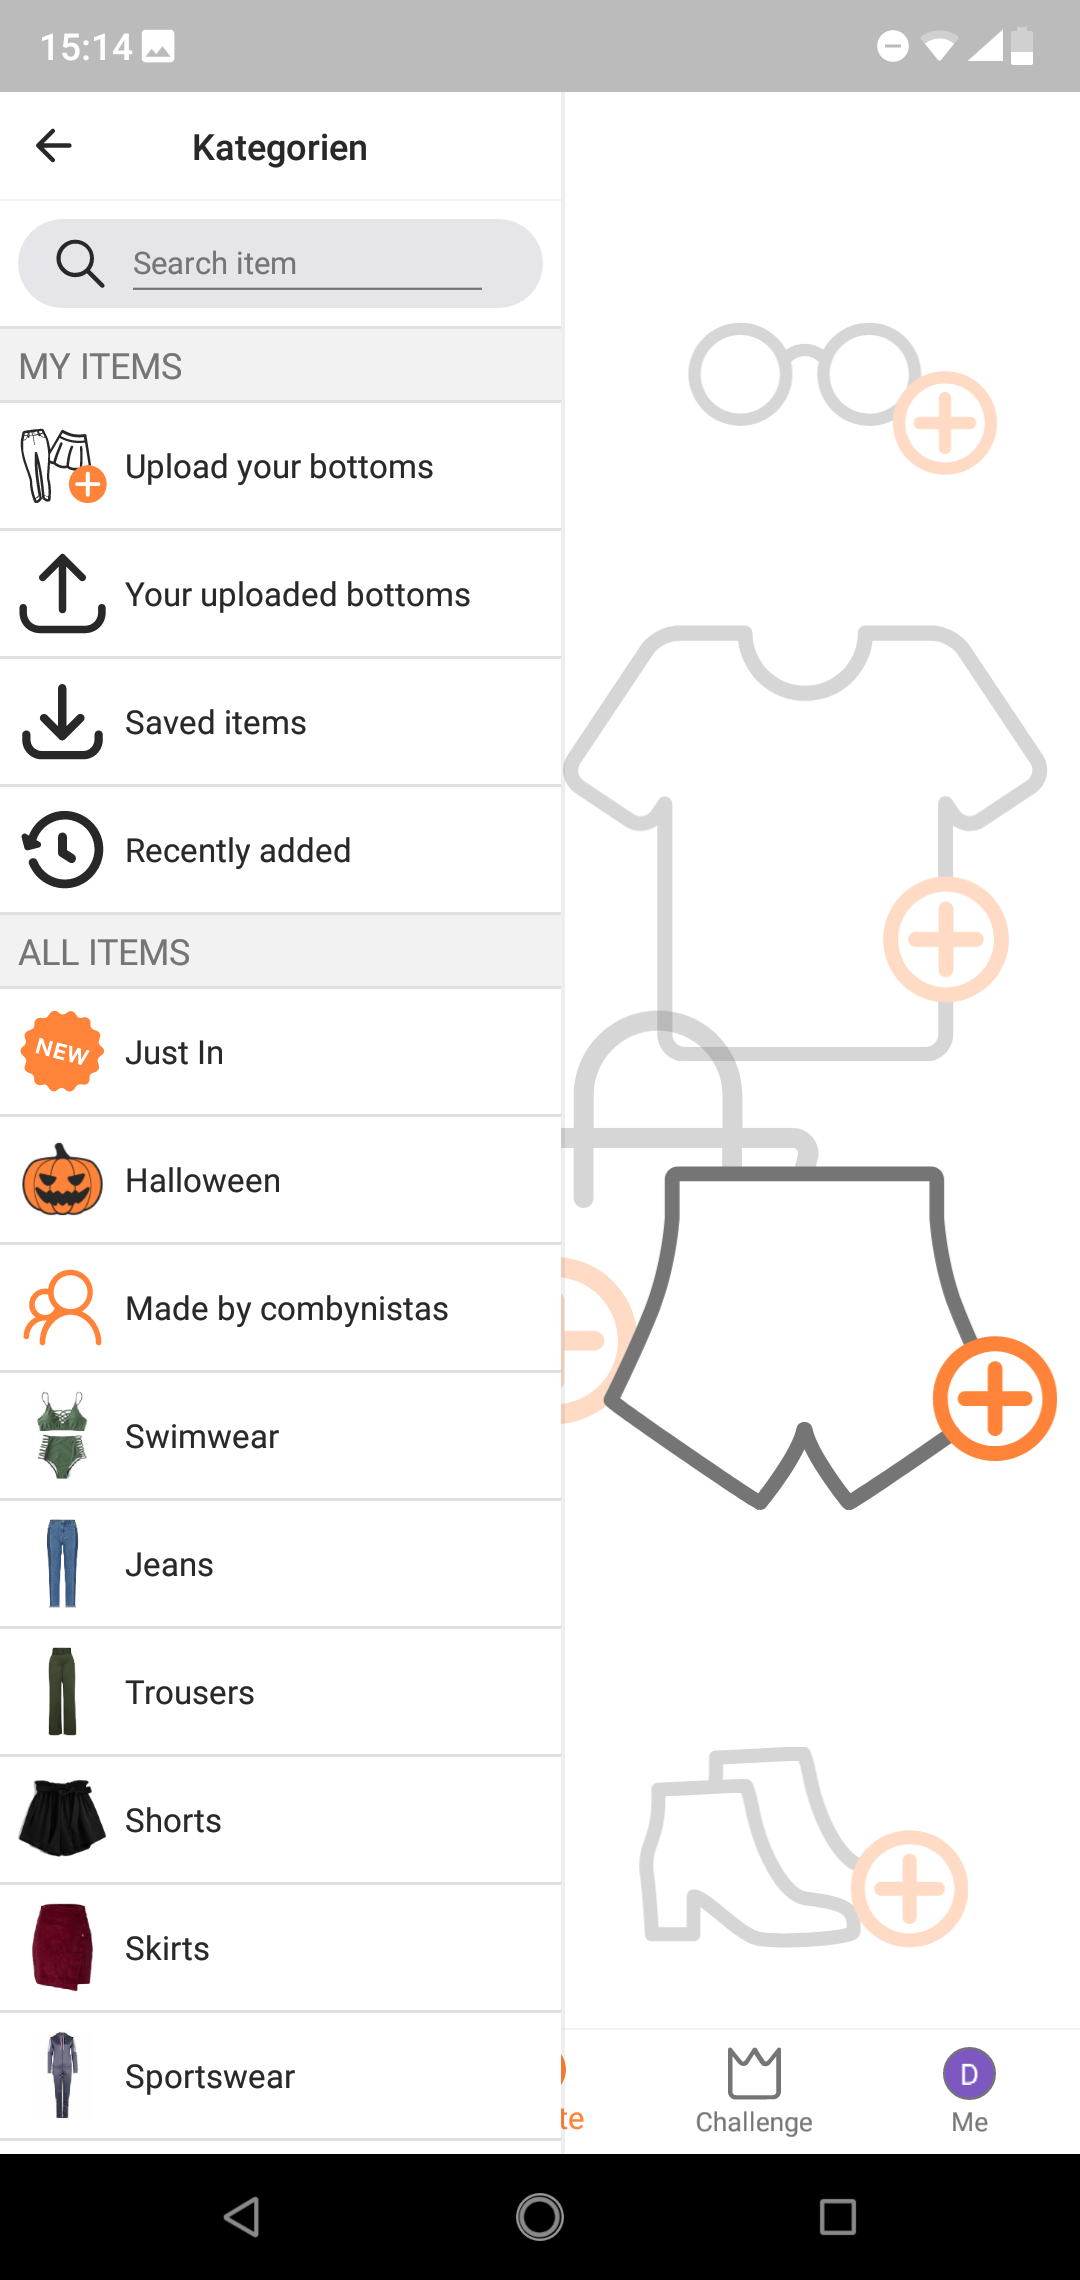 15:14
Kategorien
Search item
MY ITEMS
Upload your bottoms
Your uploaded bottoms
Saved items
Recently added
ALL ITEMS
NEW
Just In
Halloween
Made by combynistas
Swimwear
Jeans
Trousers
Shorts
Skirts
Sportswear
te
Challenge
D
Me